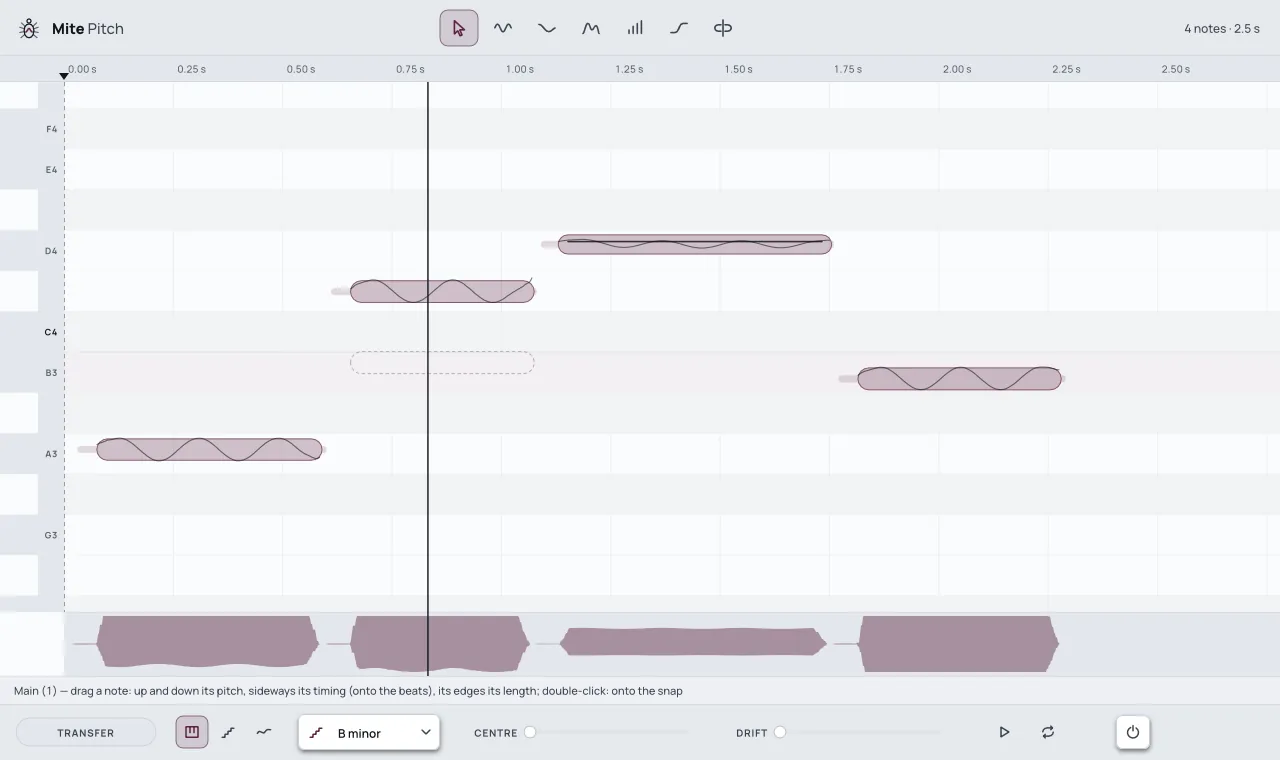 Mite Pitch
4 notes · 2.5 s
0.00 s 0.25 s 0.50 s 0.75 s 1.00 s 1.25 s 1.50 s 1.75 s 2.00 s 2.25 s 2.50 s
F4
E4
D4
C4
B3
A3
G3
Main (1) — drag a note: up and down its pitch, sideways its timing (onto the beats), its edges its length; double-click: onto the snap
TRANSFER B minor CENTRE DRIFT